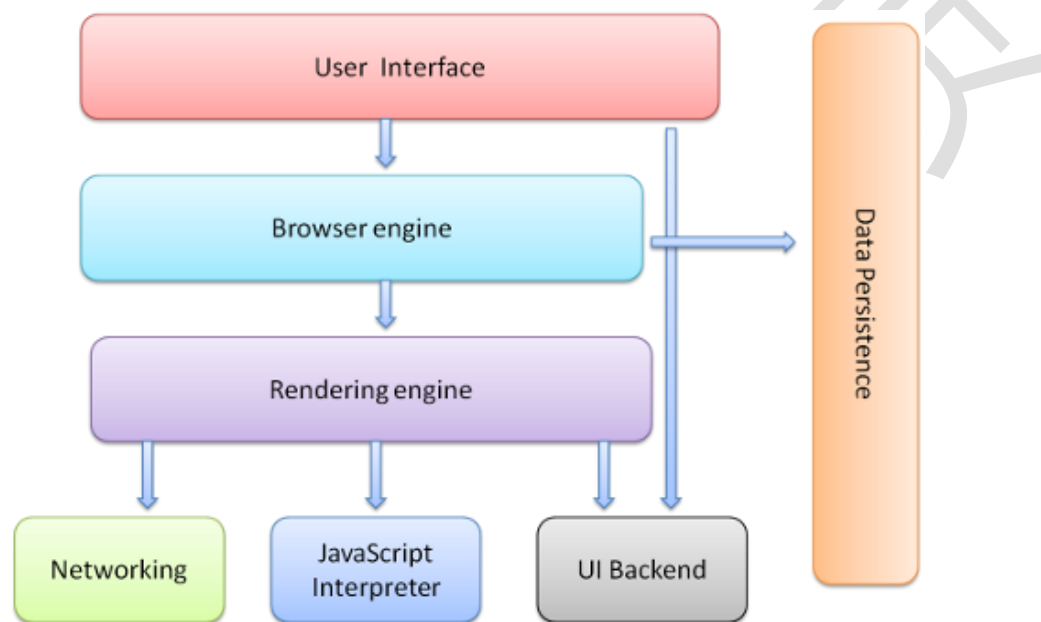 User Interface
Browser engine
Data Persistence
Rendering engine
Networking
JavaScript
Interpreter
UI Backend